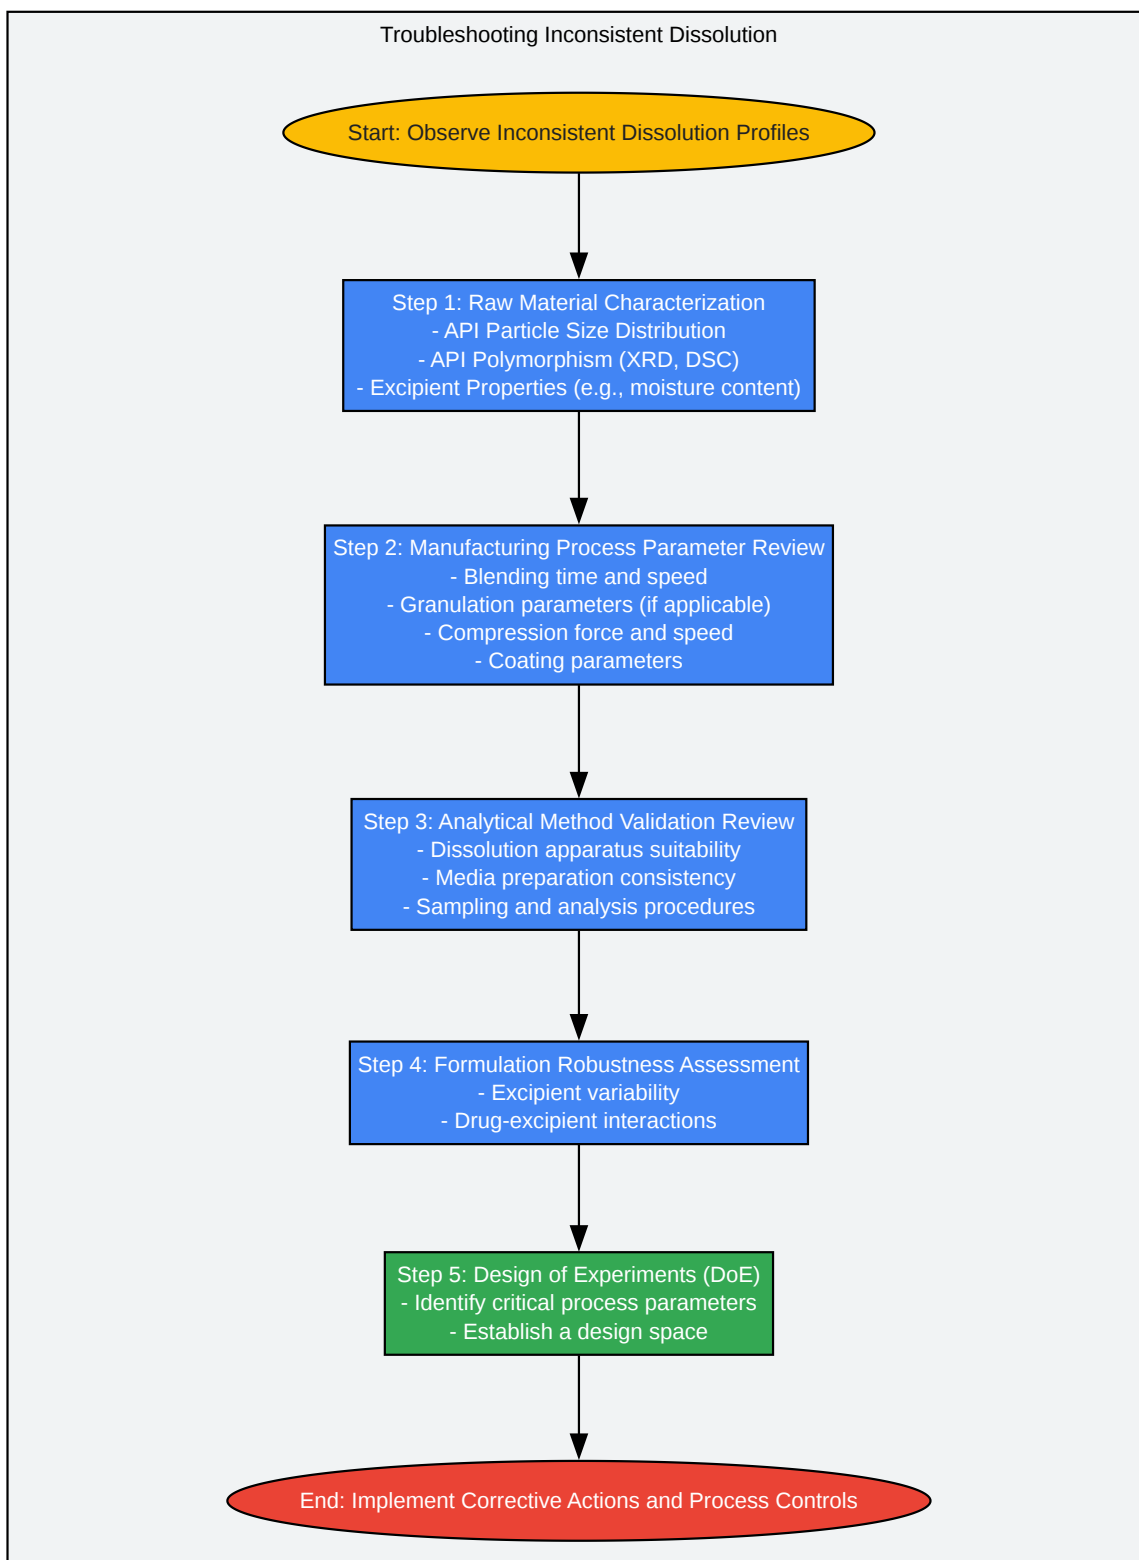 Troubleshooting Inconsistent Dissolution
Start: Observe Inconsistent Dissolution Profiles
Step 1: Raw Material Characterization
- API Particle Size Distribution
- API Polymorphism (XRD, DSC)
- Excipient Properties (e.g., moisture content)
Step 2: Manufacturing Process Parameter Review
- Blending time and speed
- Granulation parameters (if applicable)
- Compression force and speed
- Coating parameters
Step 3: Analytical Method Validation Review
- Dissolution apparatus suitability
- Media preparation consistency
- Sampling and analysis procedures
Step 4: Formulation Robustness Assessment
- Excipient variability
- Drug-excipient interactions
Step 5: Design of Experiments (DoE)
- Identify critical process parameters
- Establish a design space
End: Implement Corrective Actions and Process Controls